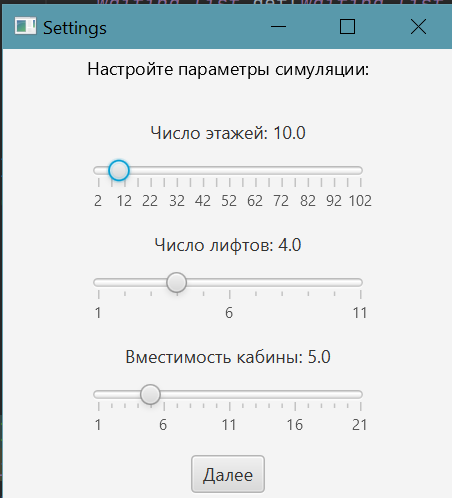 Settings
Настройте параметры симуляции:
Число этажей: 10.0
2 12 22 32 42 52 62 72 82 92 102
Число лифтов: 4.0
1 6 11
Вместимость кабины: 5.0
1 6 11 16 21
Далее